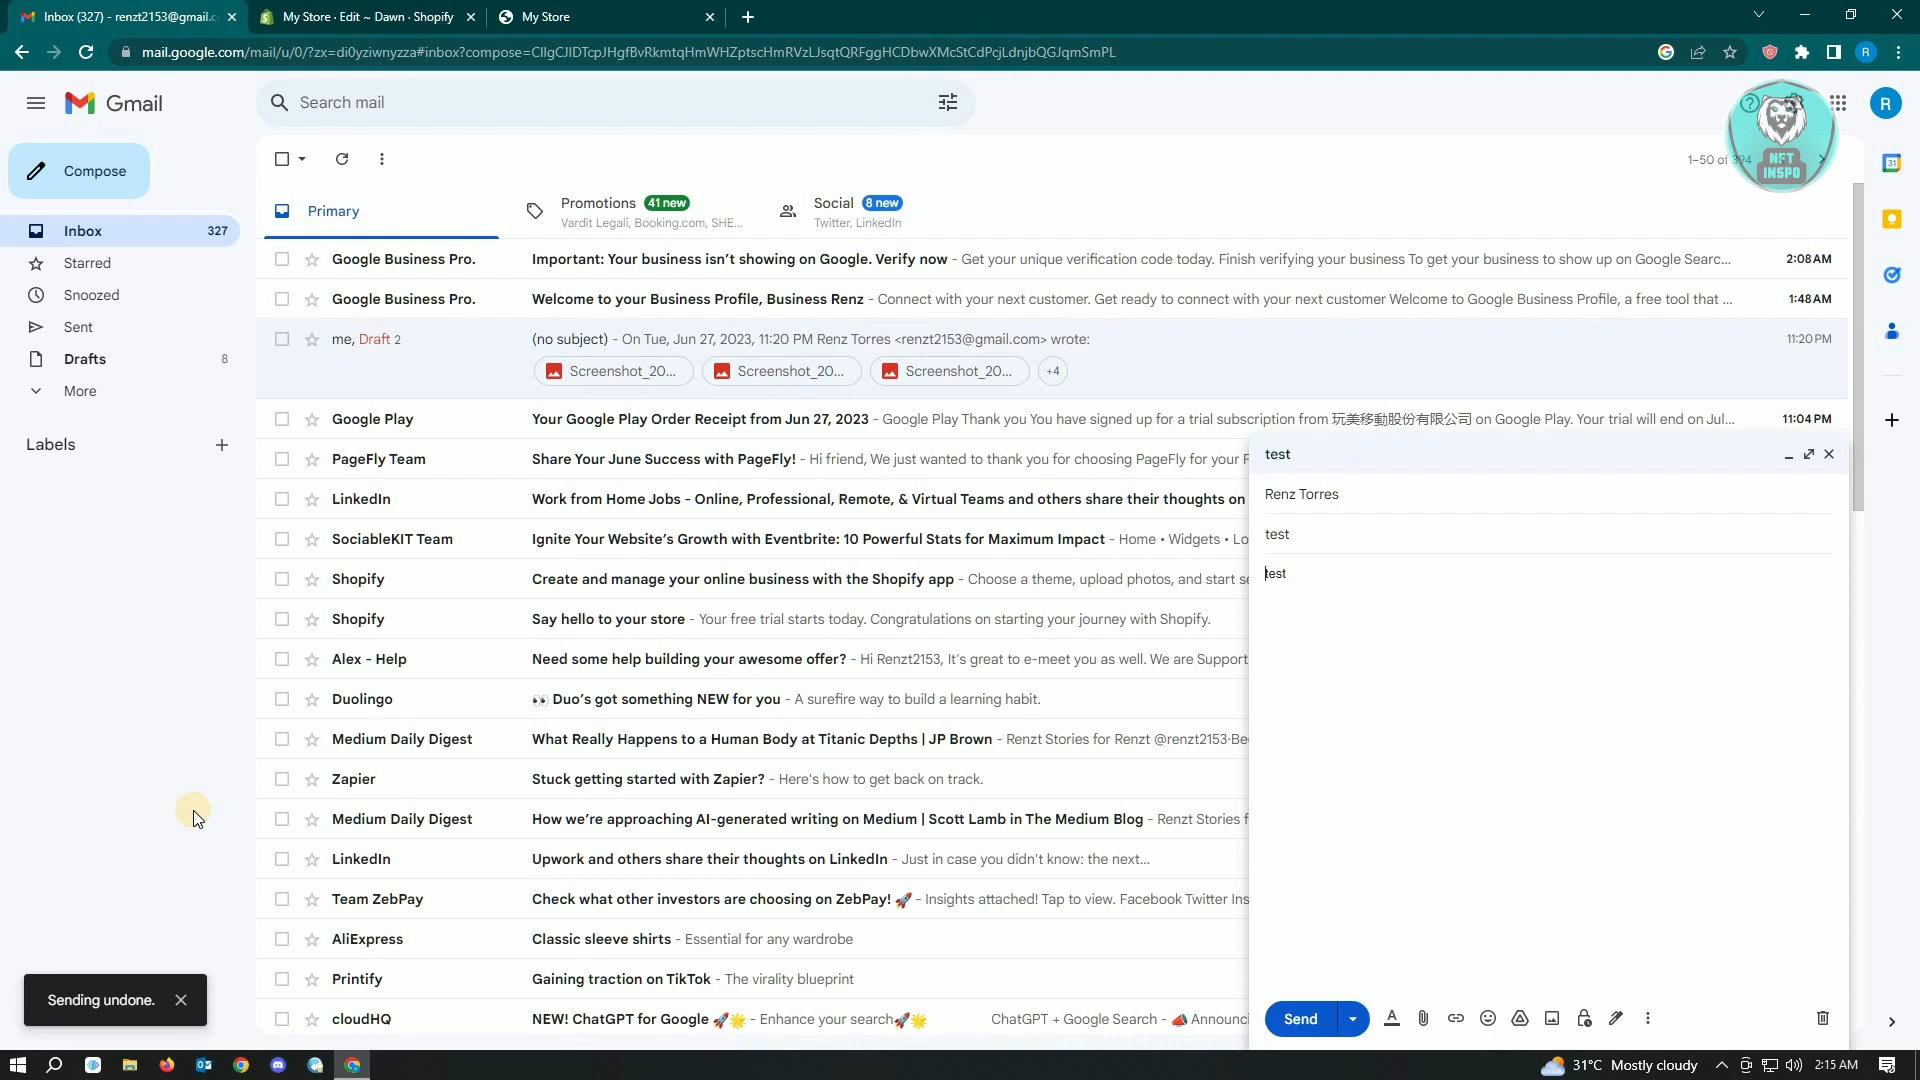 Inbox (327) - renzt2153@gmail.c
My Store · Edit ~ Dawn · Shopify
My Store
mail.google.com/mail/u/0/?zx=di0yziwnyzza#inbox?compose=CllgCJlDTcpJHgfBvRkmtqHmWHZptscHmRVzLJsqtQRFggHCDbwXMcStCdPcjLdnjbQGJqmSmPL
R
Gmail
Search mail
R
NFT
INSPO
Compose
1–50 of 394
Primary
Promotions 41 new
Vardit Legali, Booking.com, SHE...
Social 8 new
Twitter, LinkedIn
Inbox 327
Starred
Snoozed
Sent
Drafts 8
More
Labels
Google Business Pro. Important: Your business isn't showing on Google. Verify now - Get your unique verification code today. Finish verifying your business To get your business to show up on Google Searc... 2:08 AM
Google Business Pro. Welcome to your Business Profile, Business Renz - Connect with your next customer. Get ready to connect with your next customer Welcome to Google Business Profile, a free tool that ... 1:48 AM
me, Draft 2 (no subject) - On Tue, Jun 27, 2023, 11:20 PM Renz Torres <renzt2153@gmail.com> wrote: 11:20 PM
Screenshot_20... Screenshot_20... Screenshot_20... +4
Google Play Your Google Play Order Receipt from Jun 27, 2023 - Google Play Thank you You have signed up for a trial subscription from 玩美移動股份有限公司 on Google Play. Your trial will end on Jul... 11:04 PM
PageFly Team Share Your June Success with PageFly! - Hi friend, We just wanted to thank you for choosing PageFly for your F
LinkedIn Work from Home Jobs - Online, Professional, Remote, & Virtual Teams and others share their thoughts on
SociableKIT Team Ignite Your Website's Growth with Eventbrite: 10 Powerful Stats for Maximum Impact - Home • Widgets • Lo
Shopify Create and manage your online business with the Shopify app - Choose a theme, upload photos, and start se
Shopify Say hello to your store - Your free trial starts today. Congratulations on starting your journey with Shopify.
Alex - Help Need some help building your awesome offer? - Hi Renzt2153, It's great to e-meet you as well. We are Support
Duolingo 👀 Duo's got something NEW for you - A surefire way to build a learning habit.
Medium Daily Digest What Really Happens to a Human Body at Titanic Depths | JP Brown - Renzt Stories for Renzt @renzt2153·Be
Zapier Stuck getting started with Zapier? - Here's how to get back on track.
Medium Daily Digest How we're approaching AI-generated writing on Medium | Scott Lamb in The Medium Blog - Renzt Stories f
LinkedIn Upwork and others share their thoughts on LinkedIn - Just in case you didn't know: the next...
Team ZebPay Check what other investors are choosing on ZebPay! 🚀 - Insights attached! Tap to view. Facebook Twitter Ins
AliExpress Classic sleeve shirts - Essential for any wardrobe
Printify Gaining traction on TikTok - The virality blueprint
cloudHQ NEW! ChatGPT for Google 🚀🌟 - Enhance your search🚀🌟 ChatGPT + Google Search - 📣 Announci
test
Renz Torres
test
test
Send
Sending undone.
31°C Mostly cloudy
2:15 AM